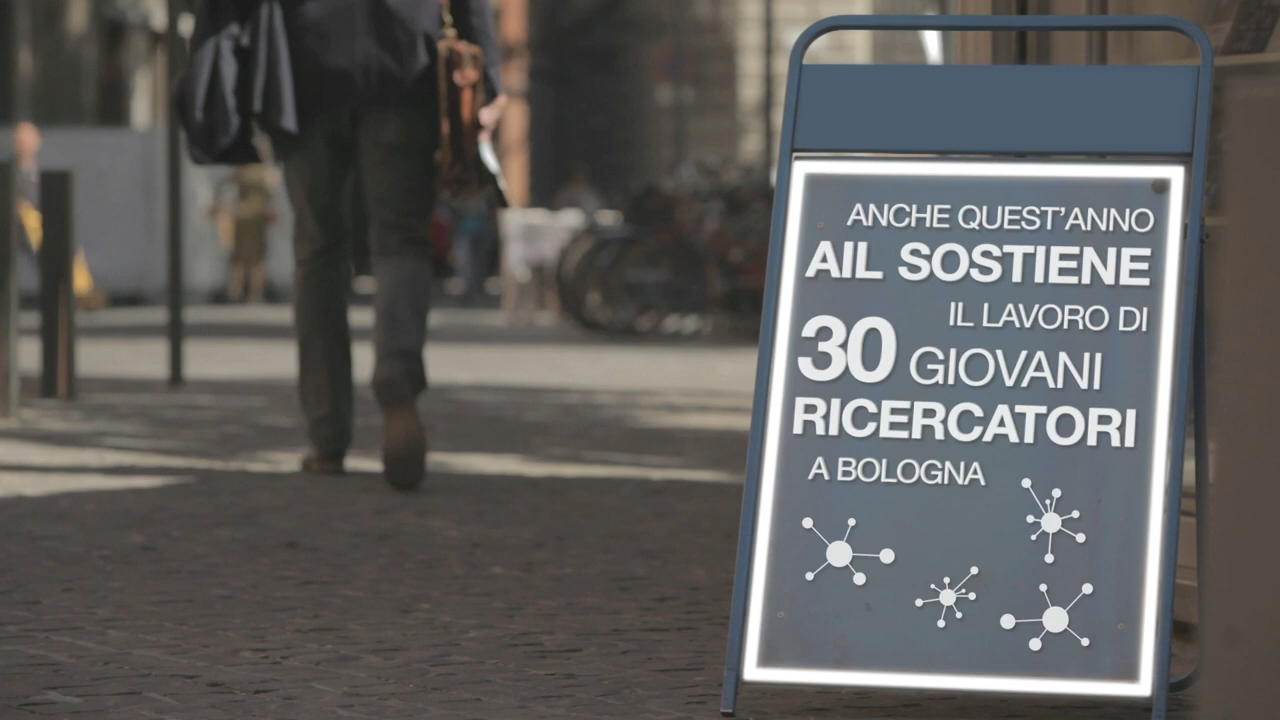 ANCHE QUEST'ANNO
AIL SOSTIENE
IL LAVORO DI
30 GIOVANI
RICERCATORI
A BOLOGNA